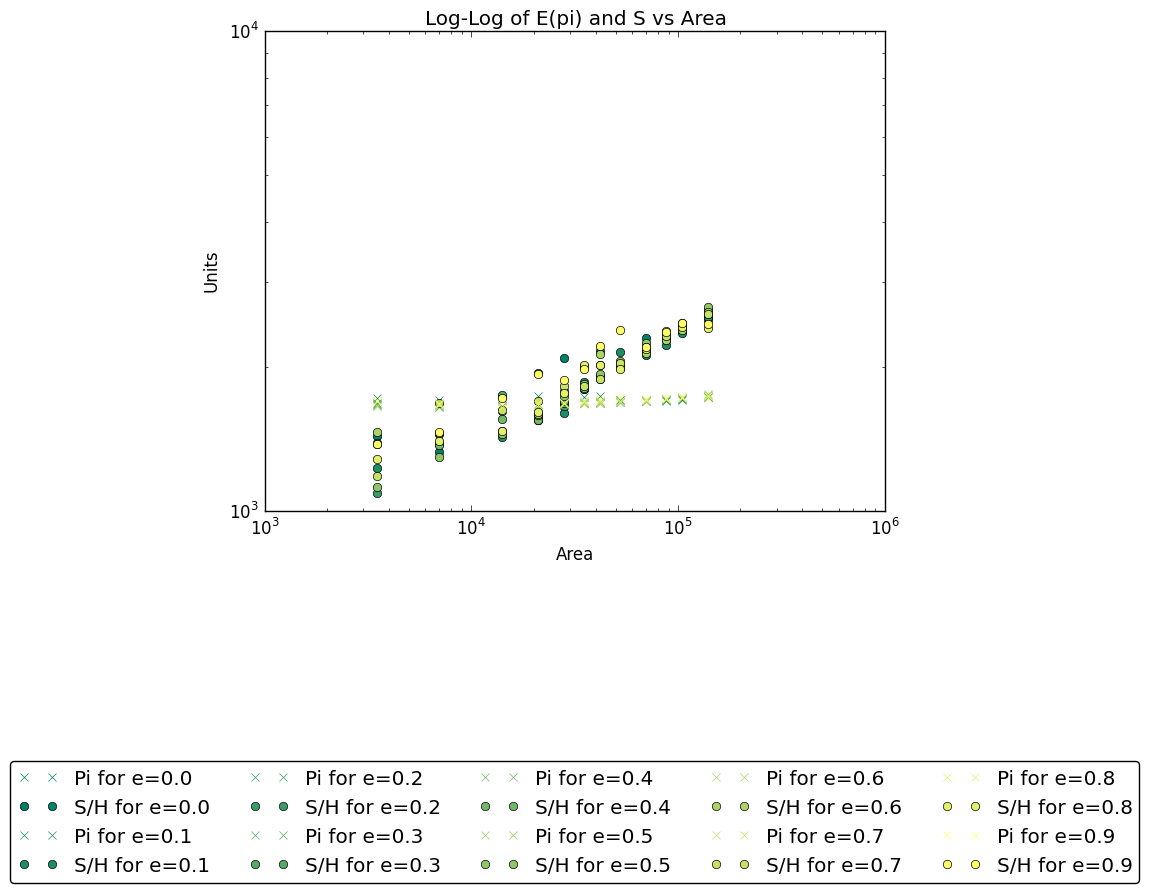 Log-Log of E(pi) and S vs Area
10^4
Units
10^3
10^3 10^4 10^5 10^6
Area
Pi for e=0.0 Pi for e=0.2 Pi for e=0.4 Pi for e=0.6 Pi for e=0.8
S/H for e=0.0 S/H for e=0.2 S/H for e=0.4 S/H for e=0.6 S/H for e=0.8
Pi for e=0.1 Pi for e=0.3 Pi for e=0.5 Pi for e=0.7 Pi for e=0.9
S/H for e=0.1 S/H for e=0.3 S/H for e=0.5 S/H for e=0.7 S/H for e=0.9